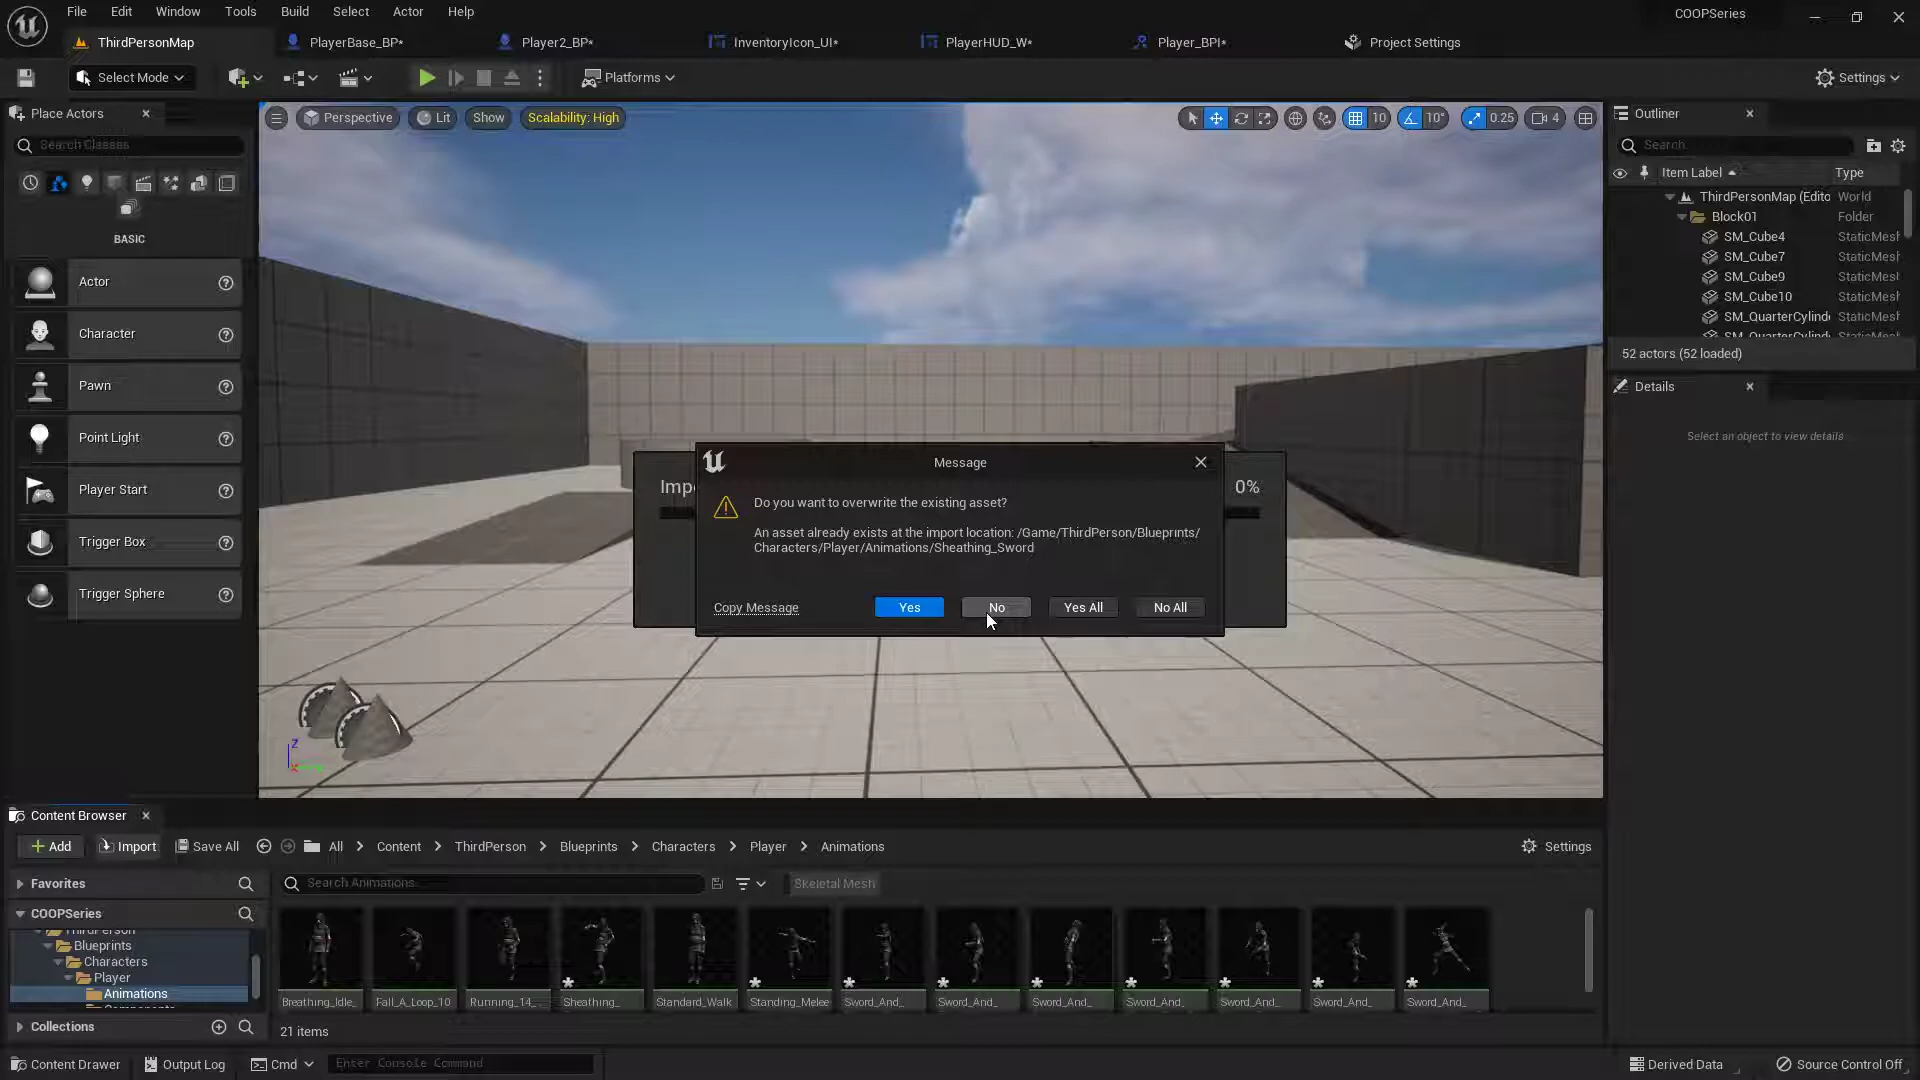 File Edit Window Tools Build Select Actor Help
COOPSeries
ThirdPersonMap PlayerBase_BP* Player2_BP* InventoryIcon_UI* PlayerHUD_W* Player_BPI* Project Settings
Select Mode Platforms Settings
Place Actors
Search Classes
BASIC
Actor
Character
Pawn
Point Light
Player Start
Trigger Box
Trigger Sphere
Perspective Lit Show Scalability: High
10 10° 0.25 4
Outliner
Search...
Item Label Type
ThirdPersonMap (Edito World
Block01 Folder
SM_Cube4 StaticMesh
SM_Cube7 StaticMesh
SM_Cube9 StaticMesh
SM_Cube10 StaticMesh
SM_QuarterCylinde StaticMesh
52 actors (52 loaded)
Details
Select an object to view details
Message
0%
Do you want to overwrite the existing asset?
An asset already exists at the import location: /Game/ThirdPerson/Blueprints/
Characters/Player/Animations/Sheathing_Sword
Copy Message Yes No Yes All No All
Z
Content Browser
Add Import Save All All Content ThirdPerson Blueprints Characters Player Animations Settings
Favorites
Search Animations
Skeletal Mesh
COOPSeries
ThirdPerson
Blueprints
Characters
Player
Animations
Collections
Breathing_Idle_ Fall_A_Loop_10 Running_14_ Sheathing_ Standard_Walk Standing_Melee Sword_And_ Sword_And_ Sword_And_ Sword_And_ Sword_And_ Sword_And_ Sword_And_
21 items
Content Drawer Output Log Cmd Enter Console Command Derived Data Source Control Off